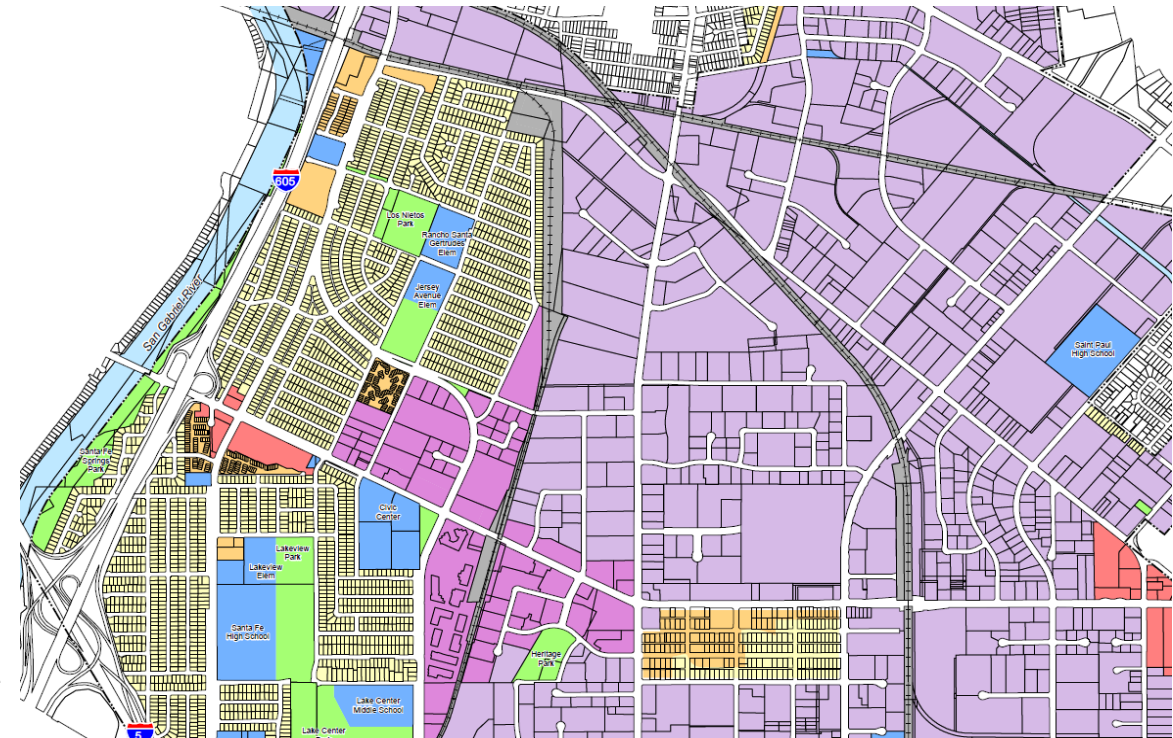 605
Los Nietos
Park
Rancho Santa
Gertrudes
Elem
Jersey
Avenue
Elem
San Gabriel River
Saint Paul
High School
Santa Fe
Springs
Park
Civic
Center
Lakeview
Park
Lakeview
Elem
Santa Fe
High School
Heritage
Park
Lake Center
Middle School
Lake Center
5